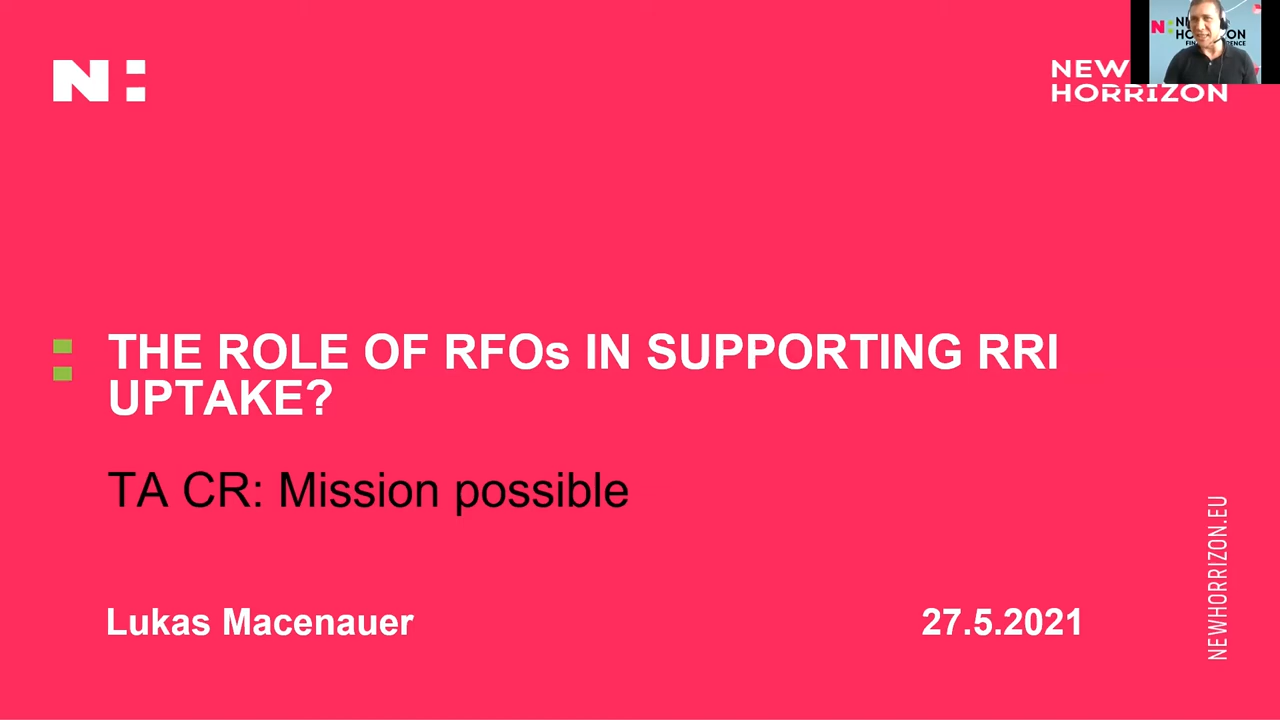 N:
NEW
HORRIZON
THE ROLE OF RFOs IN SUPPORTING RRI
UPTAKE?
TA CR: Mission possible
Lukas Macenauer
27.5.2021
NEWHORRIZON.EU